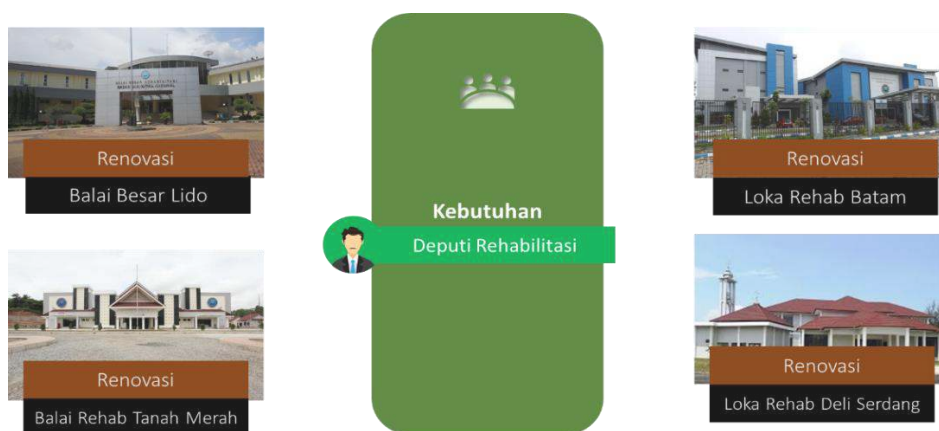 Renovasi
Balai Besar Lido
Renovasi
Balai Rehab Tanah Merah
Kebutuhan
Deputi Rehabilitasi
Renovasi
Loka Rehab Batam
Renovasi
Loka Rehab Deli Serdang